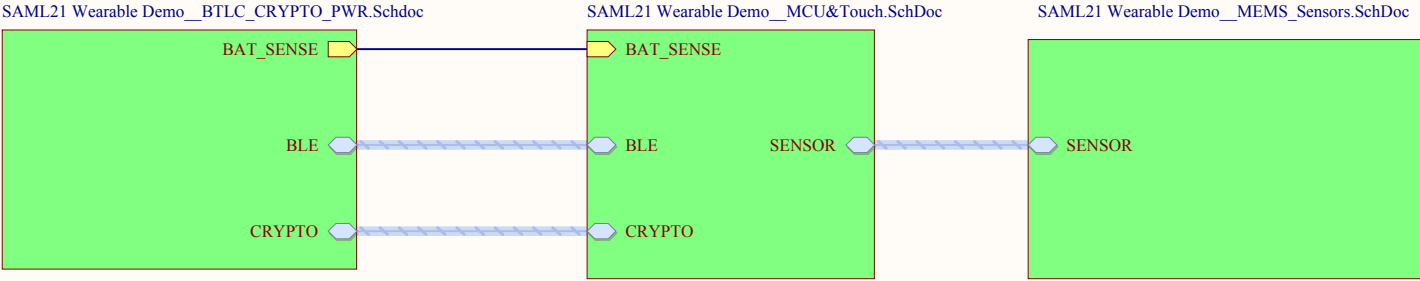 SAML21 Wearable Demo__BTLC_CRYPTO_PWR.Schdoc
SAML21 Wearable Demo__MCU&Touch.SchDoc
SAML21 Wearable Demo__MEMS_Sensors.SchDoc
BAT_SENSE
BAT_SENSE
BLE
BLE
SENSOR
SENSOR
CRYPTO
CRYPTO